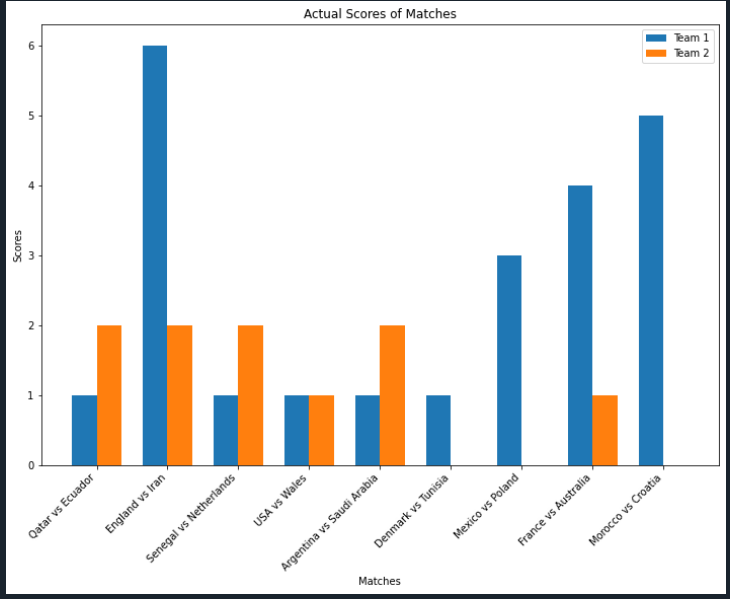 Actual Scores of Matches
Team 1
Team 2
Scores
6
5
4
3
2
1
0
Qatar vs Ecuador
England vs Iran
Senegal vs Netherlands
USA vs Wales
Argentina vs Saudi Arabia
Denmark vs Tunisia
Mexico vs Poland
France vs Australia
Morocco vs Croatia
Matches